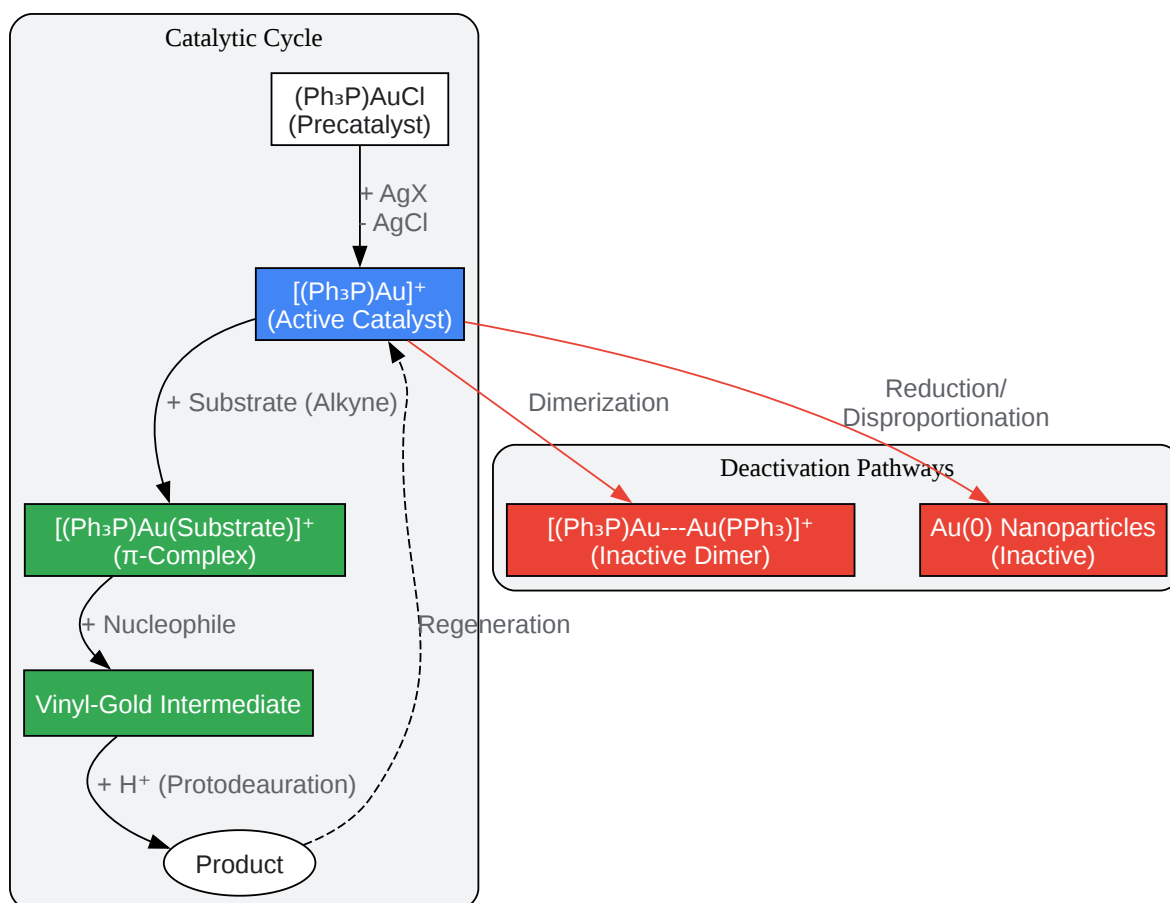 Catalytic Cycle
(Ph₃P)AuCl
(Precatalyst)
+ AgX
- AgCl
[(Ph₃P)Au]⁺
(Active Catalyst)
+ Substrate (Alkyne)
Dimerization
Reduction/
Disproportionation
Deactivation Pathways
[(Ph₃P)Au(Substrate)]⁺
(π-Complex)
[(Ph₃P)Au---Au(PPh₃)]⁺
(Inactive Dimer)
Au(0) Nanoparticles
(Inactive)
+ Nucleophile
Regeneration
Vinyl-Gold Intermediate
+ H⁺ (Protodeauration)
Product